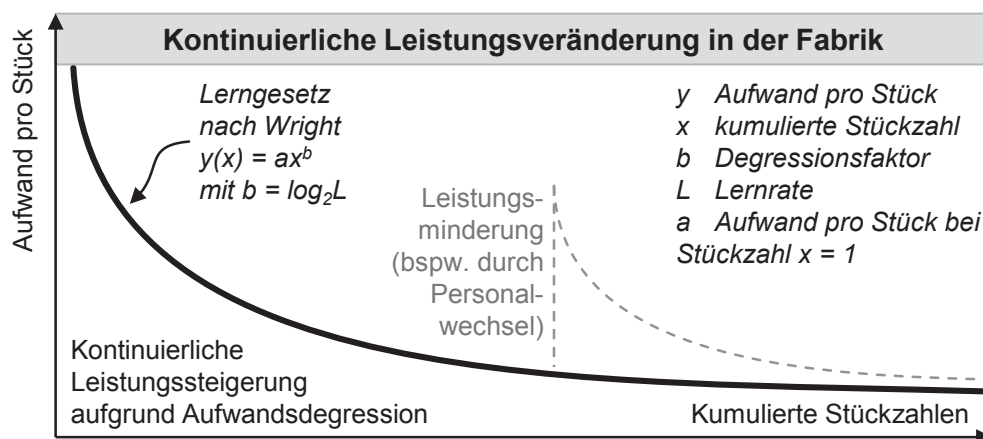 Kontinuierliche Leistungsveränderung in der Fabrik
Aufwand pro Stück
Lerngesetz
nach Wright
y(x) = axᵇ
mit b = log₂L
y Aufwand pro Stück
x kumulierte Stückzahl
b Degressionsfaktor
L Lernrate
a Aufwand pro Stück bei
Stückzahl x = 1
Leistungs-
minderung
(bspw. durch
Personal-
wechsel)
Kontinuierliche
Leistungssteigerung
aufgrund Aufwandsdegression
Kumulierte Stückzahlen